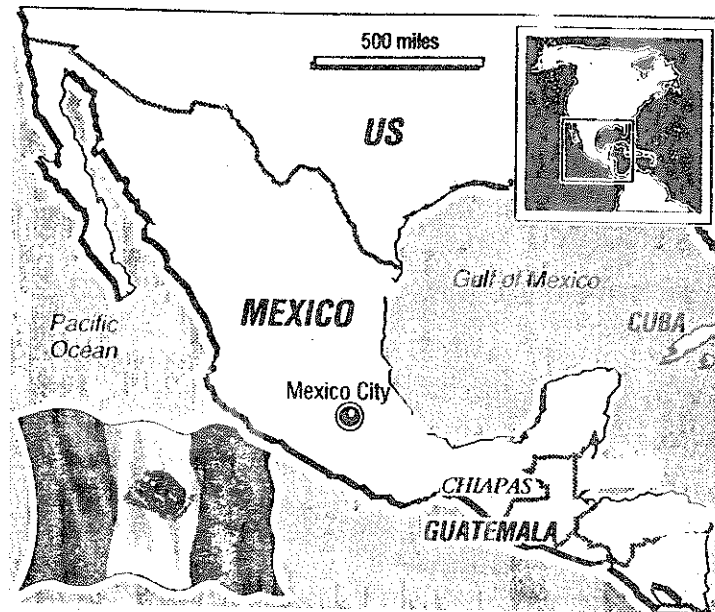 500 miles
US
Gulf of Mexico
MEXICO
CUBA
Pacific
Ocean
Mexico City
CHIAPAS
GUATEMALA